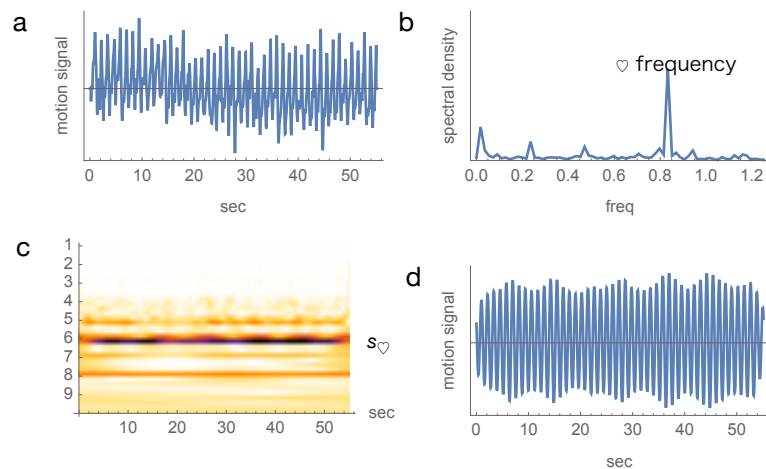 a
motion signal
0 10 20 30 40 50
sec
b
spectral density
♡ frequency
0.0 0.2 0.4 0.6 0.8 1.0 1.2
freq
c
1
2
3
4
5
6
7
8
9
s♡
sec
10 20 30 40 50
d
motion signal
0 10 20 30 40 50
sec